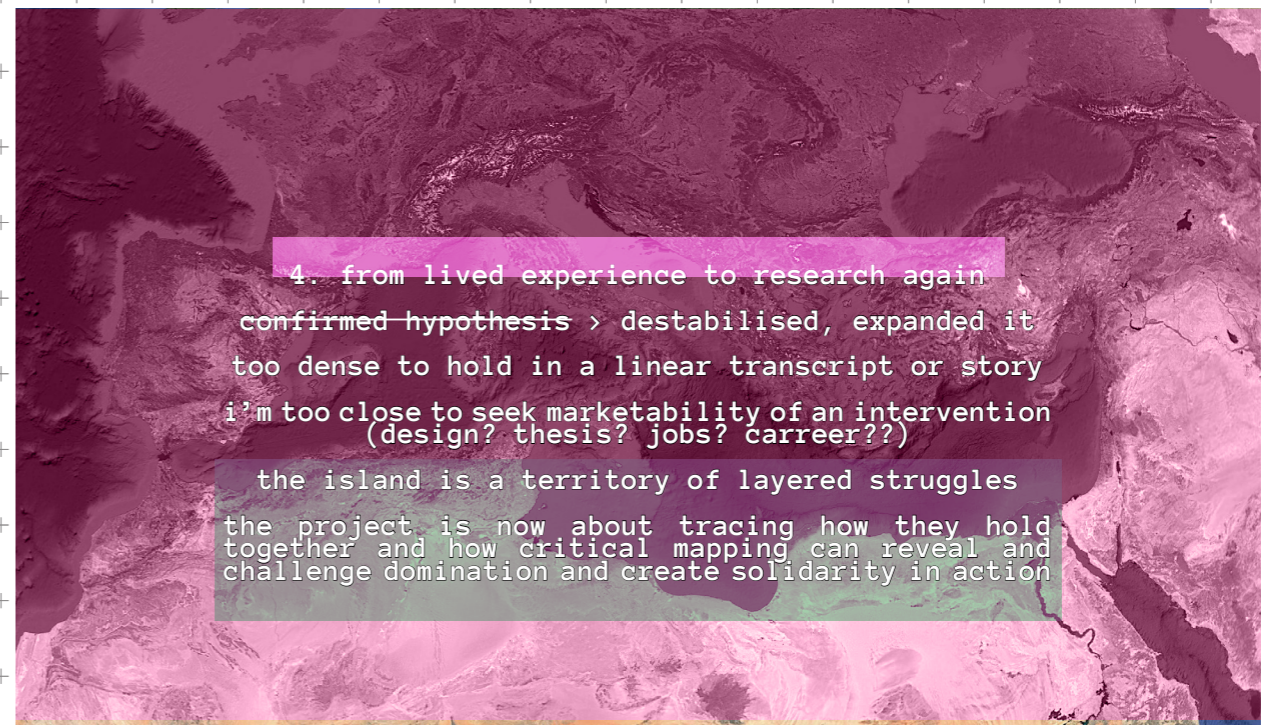 4. from lived experience to research again
confirmed hypothesis > destabilised, expanded it
too dense to hold in a linear transcript or story
i’m too close to seek marketability of an intervention
(design? thesis? jobs? carreer??)
the island is a territory of layered struggles
the project is now about tracing how they hold
together and how critical mapping can reveal and
challenge domination and create solidarity in action